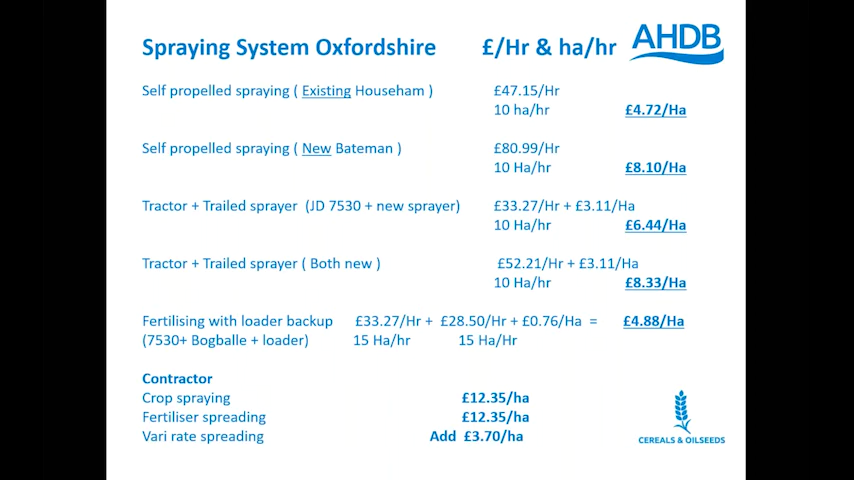 Spraying System Oxfordshire £/Hr & ha/hr AHDB
Self propelled spraying ( Existing Househam ) £47.15/Hr
10 ha/hr £4.72/Ha
Self propelled spraying ( New Bateman ) £80.99/Hr
10 Ha/hr £8.10/Ha
Tractor + Trailed sprayer (JD 7530 + new sprayer) £33.27/Hr + £3.11/Ha
10 Ha/hr £6.44/Ha
Tractor + Trailed sprayer ( Both new ) £52.21/Hr + £3.11/Ha
10 Ha/hr £8.33/Ha
Fertilising with loader backup £33.27/Hr + £28.50/Hr + £0.76/Ha = £4.88/Ha
(7530+ Bogballe + loader) 15 Ha/hr 15 Ha/Hr
Contractor
Crop spraying £12.35/ha
Fertiliser spreading £12.35/ha
Vari rate spreading Add £3.70/ha
CEREALS & OILSEEDS